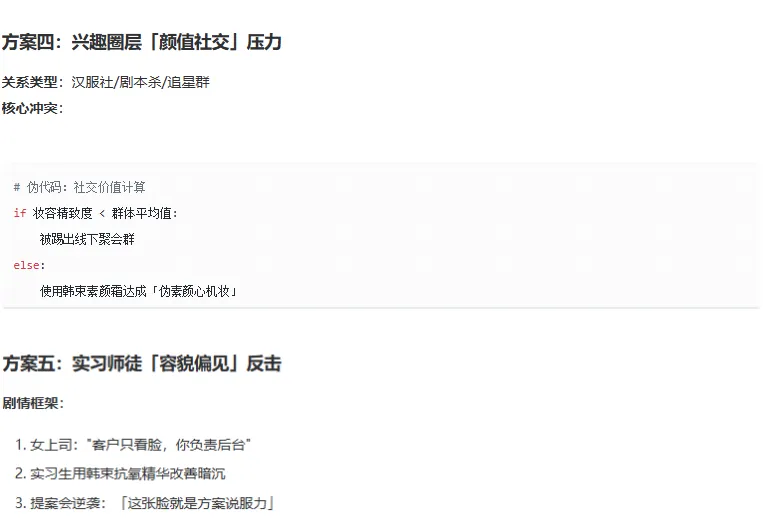 方案四：兴趣圈层「颜值社交」压力
关系类型：汉服社/剧本杀/追星群
核心冲突：
# 伪代码：社交价值计算
if 妆容精致度 < 群体平均值：
被踢出线下聚会群
else:
使用韩束素颜霜达成「伪素颜心机妆」
方案五：实习师徒「容貌偏见」反击
剧情框架：
1. 女上司："客户只看脸，你负责后台"
2. 实习生用韩束抗氧精华改善暗沉
3. 提案会逆袭：「这张脸就是方案说服力」